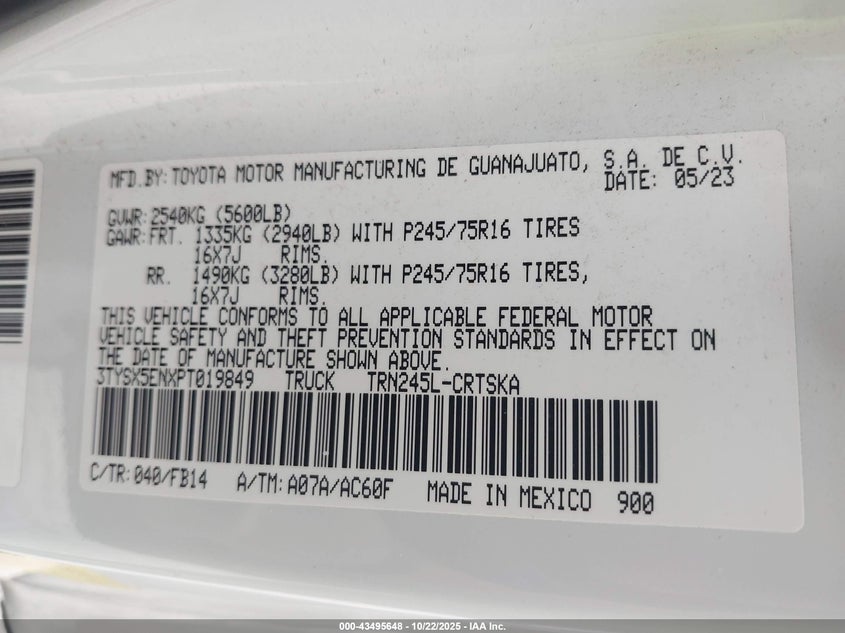 MFD.BY:TOYOTA MOTOR MANUFACTURING DE GUANAJUATO, S.A. DE C.V.
DATE: 05/23
GVWR:2540KG (5600LB)
GAWR:FRT. 1335KG (2940LB) WITH P245/75R16 TIRES
16X7J RIMS.
RR. 1490KG (3280LB) WITH P245/75R16 TIRES,
16X7J RIMS.
THIS VEHICLE CONFORMS TO ALL APPLICABLE FEDERAL MOTOR
VEHICLE SAFETY AND THEFT PREVENTION STANDARDS IN EFFECT ON
THE DATE OF MANUFACTURE SHOWN ABOVE.
3TYSX5ENXPT019849 TRUCK TRN245L-CRTSKA
C/TR:040/FB14 A/TM:A07A/AC60F MADE IN MEXICO 900
000-43495648 - 10/22/2025 - IAA Inc.